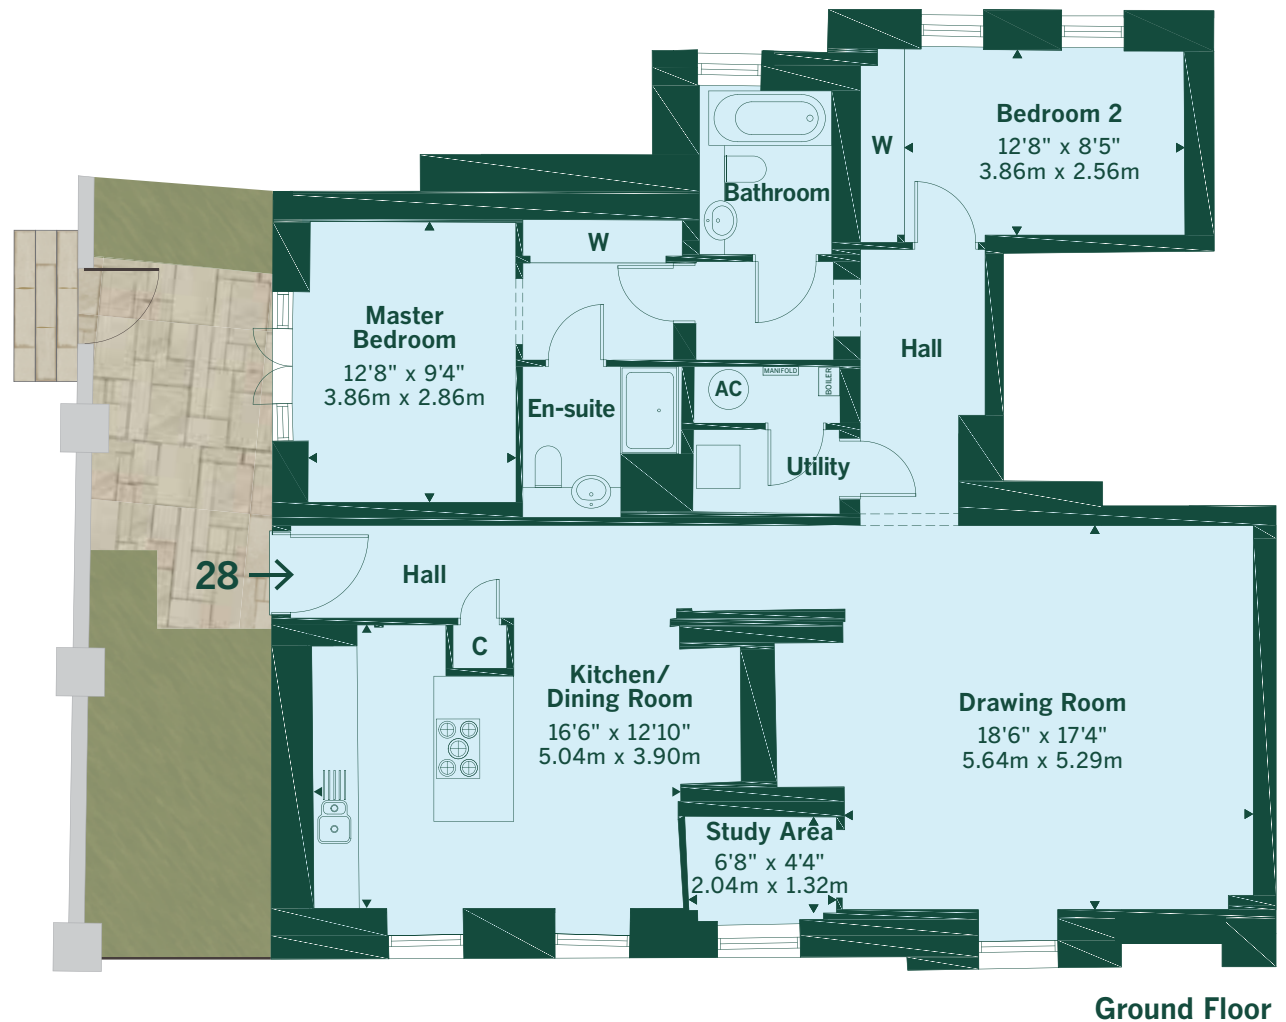 Bedroom 2
12'8" x 8'5"
3.86m x 2.56m
W
Bathroom
W
Master
Bedroom
12'8" x 9'4"
3.86m x 2.86m
Hall
En-suite
AC
MANIFOLD
BOILER
Utility
28
Hall
C
Kitchen/
Dining Room
16'6" x 12'10"
5.04m x 3.90m
Drawing Room
18'6" x 17'4"
5.64m x 5.29m
Study Area
6'8" x 4'4"
2.04m x 1.32m
Ground Floor